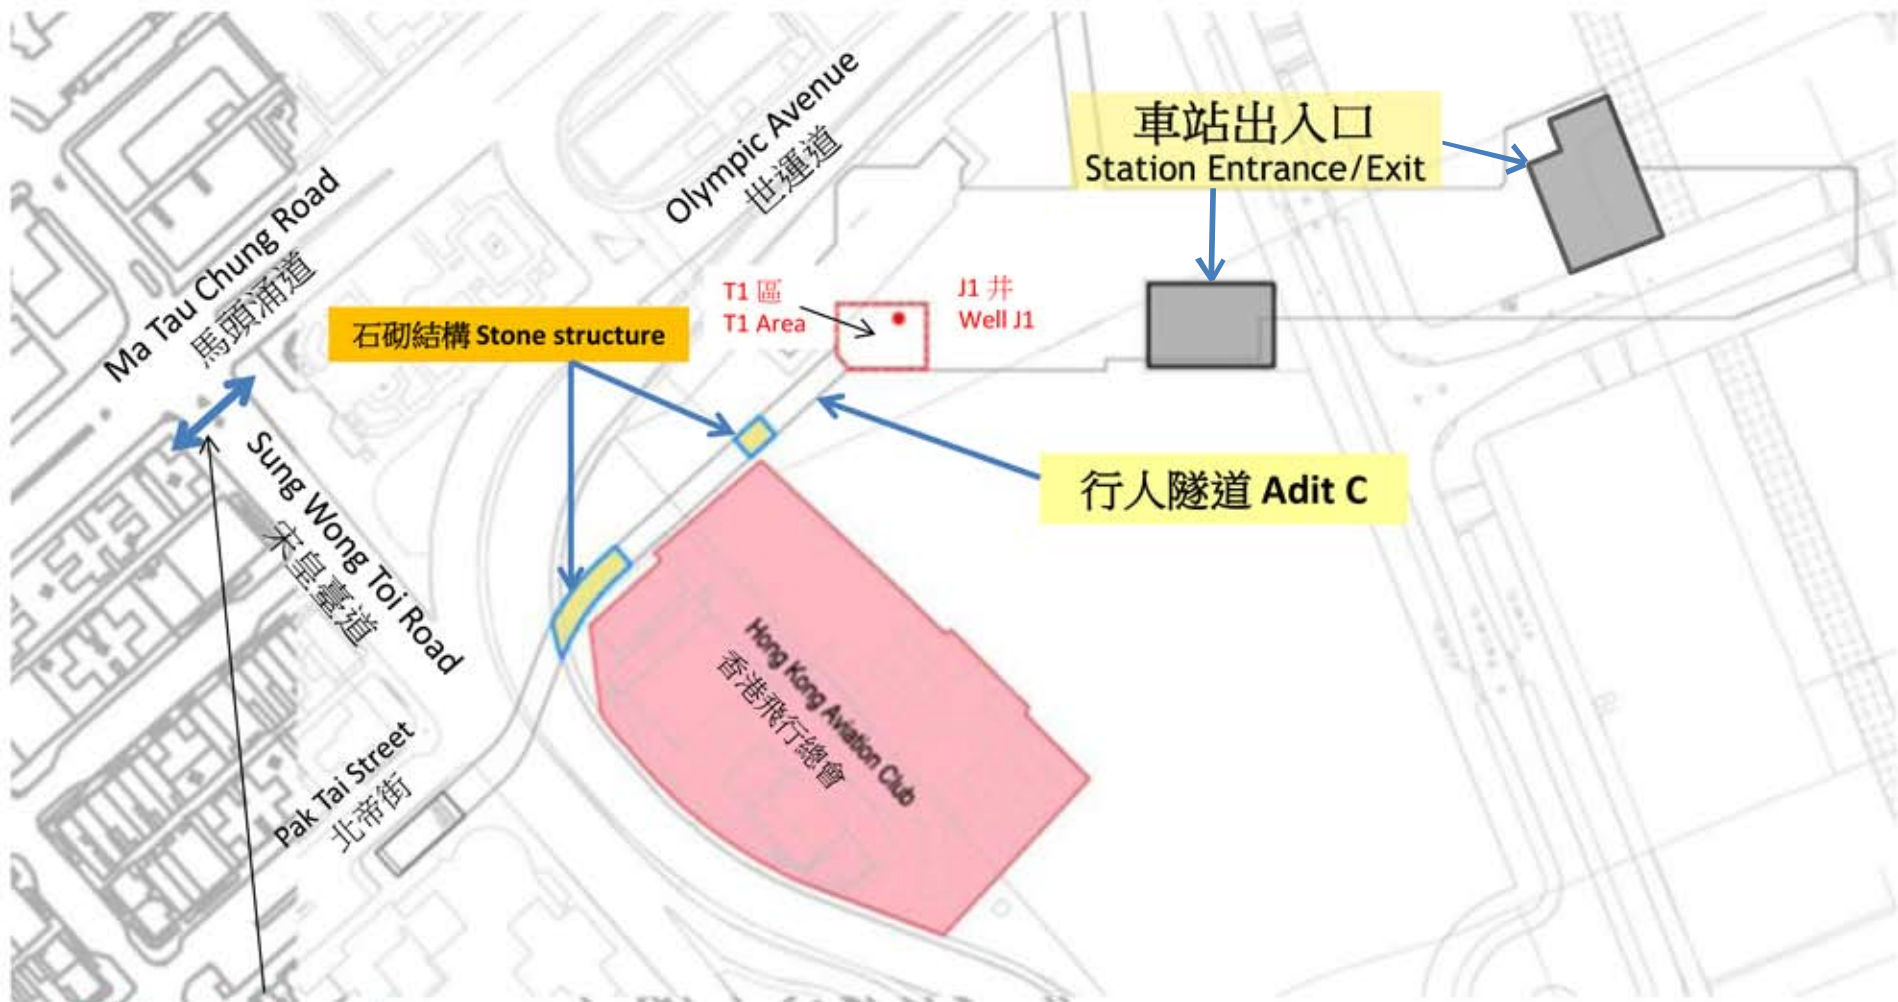 Olympic Avenue
世運道
車站出入口
Station Entrance/Exit
Ma Tau Chung Road
馬頭涌道
T1 區
T1 Area
J1 井
Well J1
石砌結構 Stone structure
行人隧道 Adit C
Sung Wong Toi Road
宋皇臺道
Hong Kong Aviation Club
香港飛行總會
Pak Tai Street
北帝街